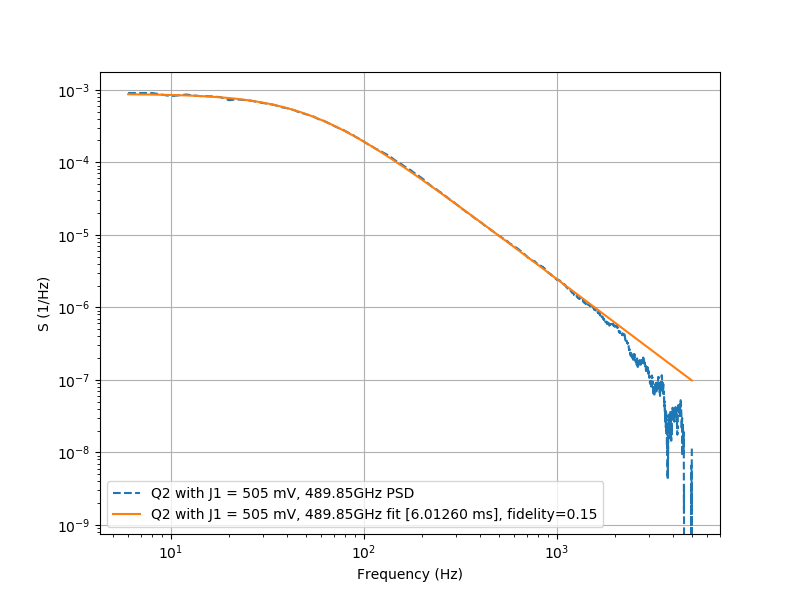 10⁻³
10⁻⁴
10⁻⁵
10⁻⁶
10⁻⁷
10⁻⁸
10⁻⁹
S (1/Hz)
Q2 with J1 = 505 mV, 489.85GHz PSD
Q2 with J1 = 505 mV, 489.85GHz fit [6.01260 ms], fidelity=0.15
10¹ 10² 10³
Frequency (Hz)